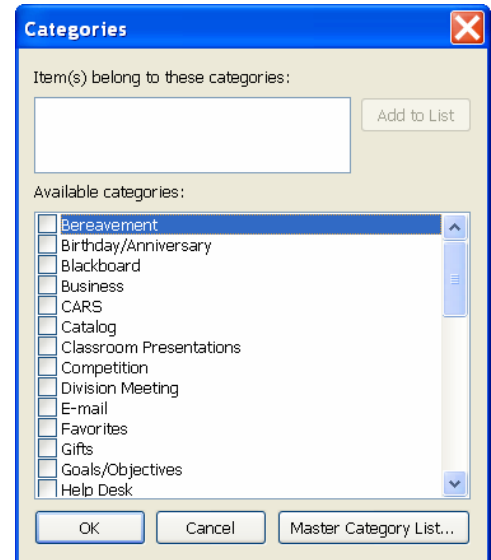 Categories
Item(s) belong to these categories:
Add to List
Available categories:
Bereavement
Birthday/Anniversary
Blackboard
Business
CARS
Catalog
Classroom Presentations
Competition
Division Meeting
E-mail
Favorites
Gifts
Goals/Objectives
Help Desk
OK Cancel Master Category List...